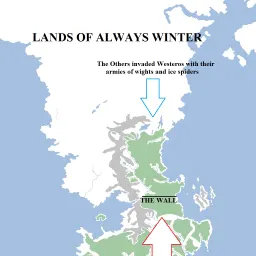 LANDS OF ALWAYS WINTER
The Others invaded Westeros with their
armies of wights and ice spiders
THE WALL